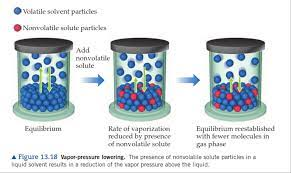 Volatile solvent particles
Nonvolatile solute particles
Add
nonvolatile
solute
Equilibrium
Rate of vaporization
reduced by presence
of nonvolatile solute
Equilibrium reestablished
with fewer molecules in
gas phase
▲ Figure 13.18 Vapor-pressure lowering. The presence of nonvolatile solute particles in a
liquid solvent results in a reduction of the vapor pressure above the liquid.